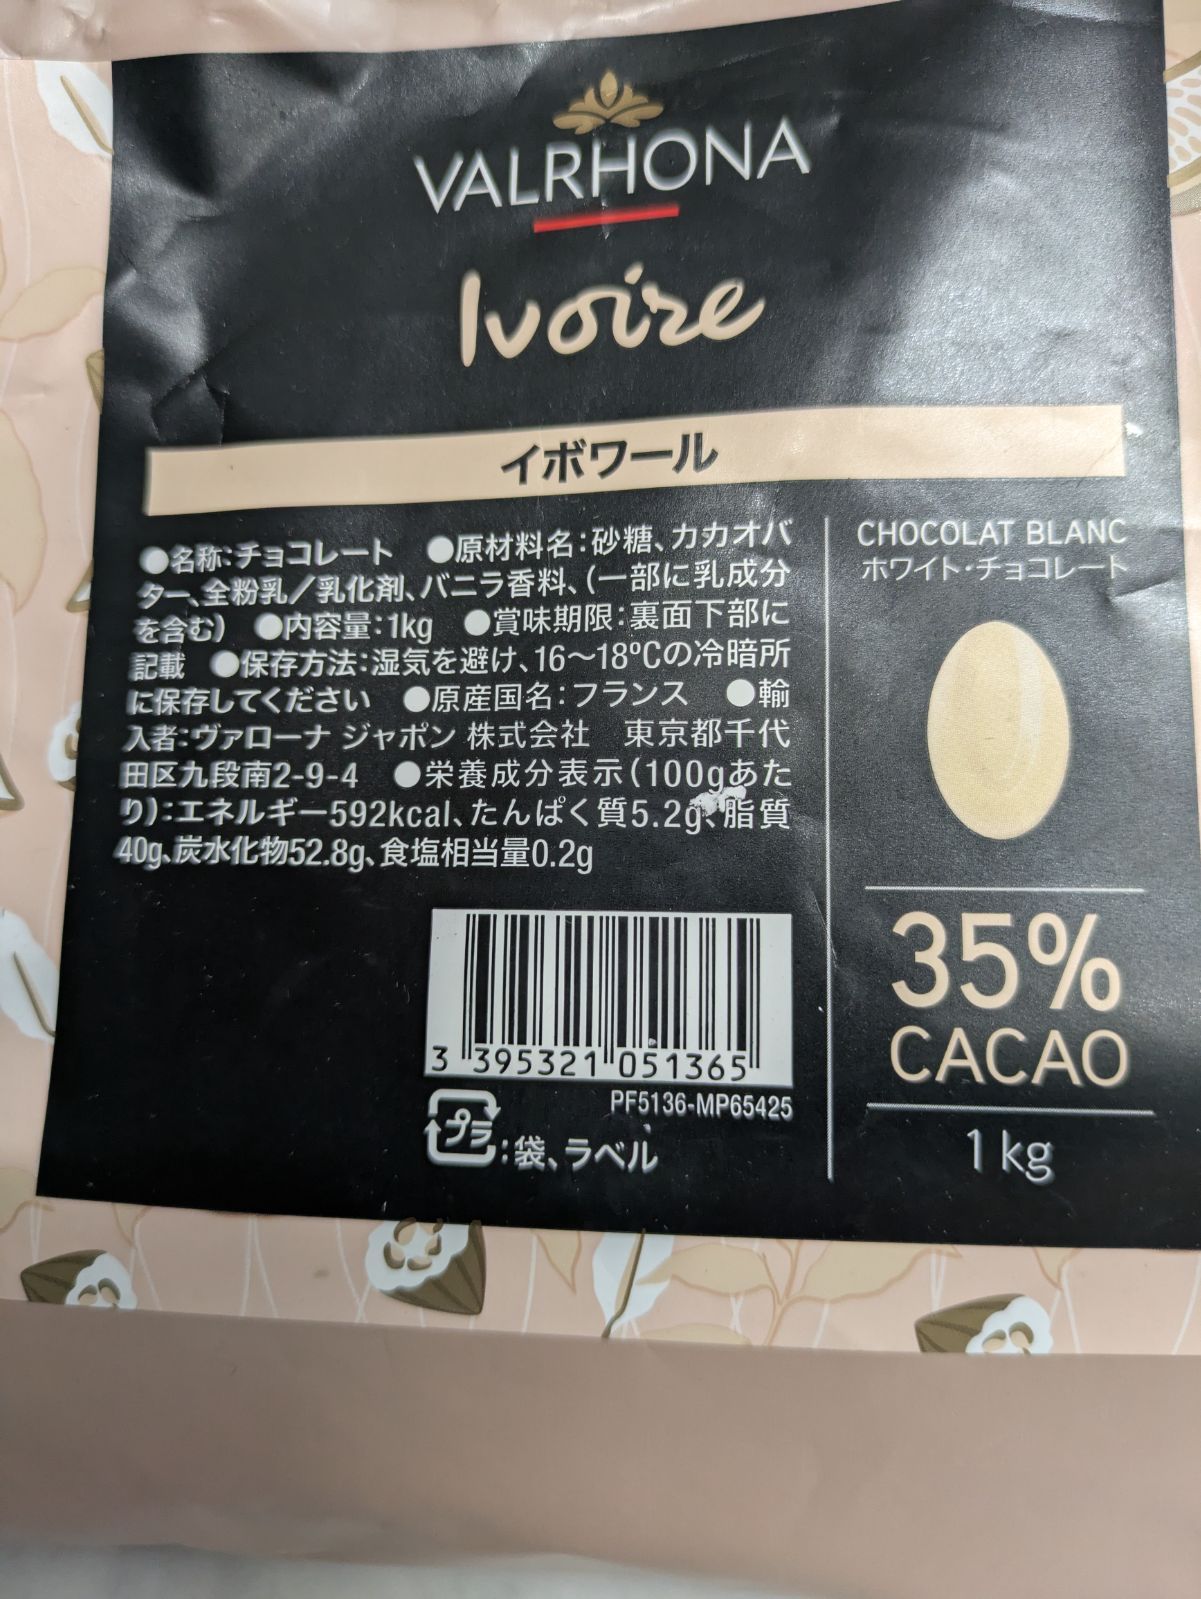 VALRHONA
Ivoire
イボワール
●名称:チョコレート ●原材料名:砂糖、カカオバ
ター、全粉乳/乳化剤、バニラ香料、(一部に乳成分
を含む) ●内容量:1kg ●賞味期限:裏面下部に
記載 ●保存方法:湿気を避け、16〜18℃の冷暗所
に保存してください ●原産国名:フランス ●輸
入者:ヴァローナ ジャポン 株式会社 東京都千代
田区九段南2-9-4 ●栄養成分表示(100gあた
り):エネルギー592kcal、たんぱく質5.2g、脂質
40g、炭水化物52.8g、食塩相当量0.2g
3 395321 051365
PF5136-MP65425
プラ:袋、ラベル
CHOCOLAT BLANC
ホワイト・チョコレート
35%
CACAO
1 kg